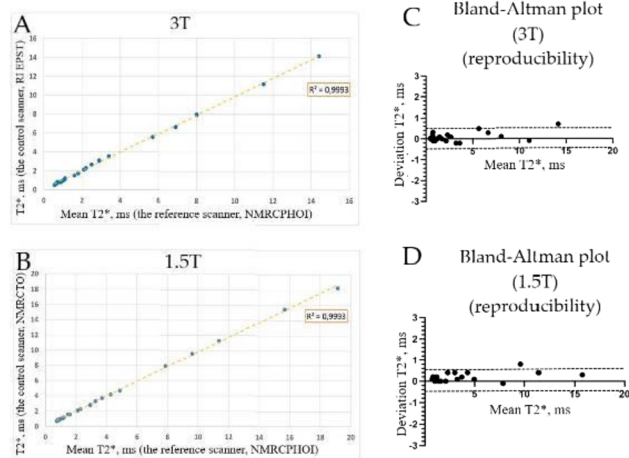 A
3T
T2*, ms (the control scanner, RI EPST)
16
14
12
10
8
6
4
2
0
R² = 0,9993
0 2 4 6 8 10 12 14 16
Mean T2*, ms (the reference scanner, NMRCPHOI)
B
1.5T
T2*, ms (the control scanner, NMRCTO)
20
18
16
14
12
10
8
6
4
2
0
R² = 0,9993
0 2 4 6 8 10 12 14 16 18 20
Mean T2*, ms (the reference scanner, NMRCPHOI)
C
Bland-Altman plot
(3T)
(reproducibility)
Deviation T2*, ms
3
2
1
0
-1
-2
-3
5 10 15 20
Mean T2*, ms
D
Bland-Altman plot
(1.5T)
(reproducibility)
Deviation T2*, ms
3
2
1
0
-1
-2
-3
5 10 15 20
Mean T2*, ms